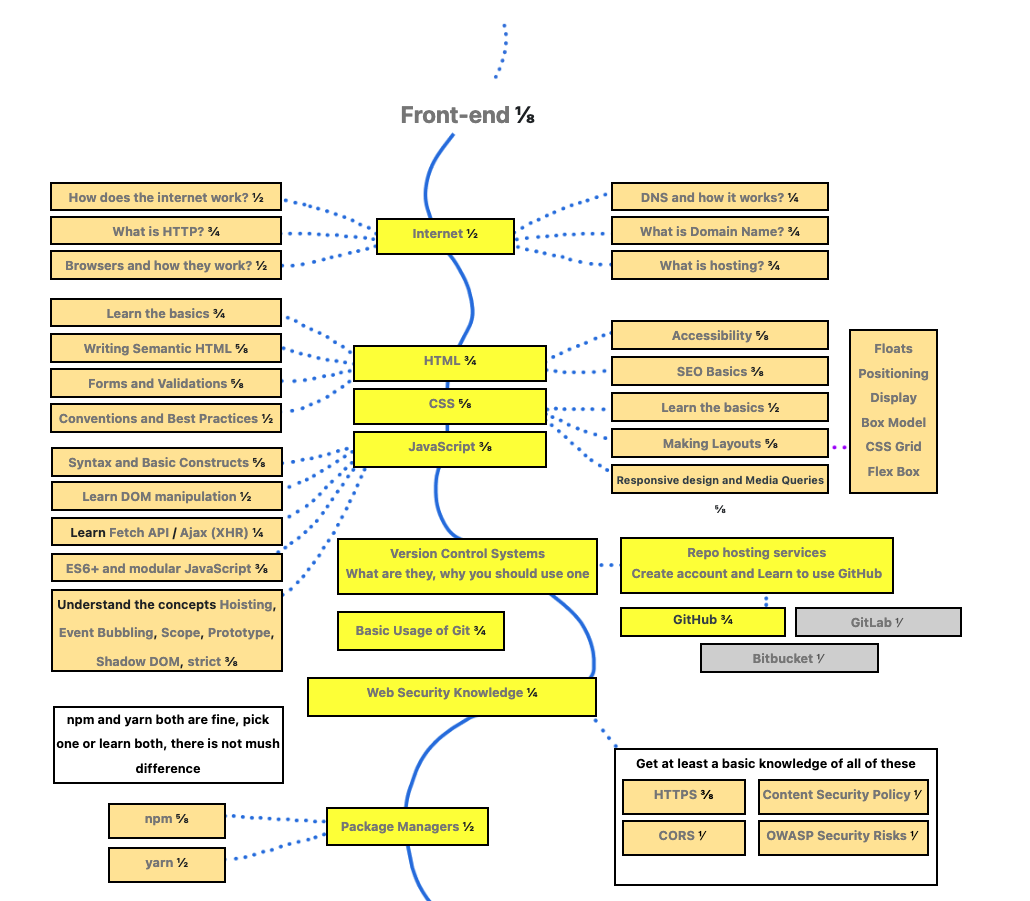 Front-end ⅛
How does the internet work? ½
What is HTTP? ¾
Browsers and how they work? ½
Internet ½
DNS and how it works? ¼
What is Domain Name? ¾
What is hosting? ¾
Learn the basics ¾
Writing Semantic HTML ⅝
Forms and Validations ⅝
Conventions and Best Practices ½
HTML ¾
CSS ⅝
JavaScript ⅜
Accessibility ⅝
SEO Basics ⅜
Learn the basics ½
Making Layouts ⅝
Responsive design and Media Queries
⅝
Floats
Positioning
Display
Box Model
CSS Grid
Flex Box
Syntax and Basic Constructs ⅝
Learn DOM manipulation ½
Learn Fetch API / Ajax (XHR) ¼
ES6+ and modular JavaScript ⅜
Understand the concepts Hoisting,
Event Bubbling, Scope, Prototype,
Shadow DOM, strict ⅜
Version Control Systems
What are they, why you should use one
Repo hosting services
Create account and Learn to use GitHub
Basic Usage of Git ¾
GitHub ¾
GitLab ⅟
Bitbucket ⅟
Web Security Knowledge ¼
npm and yarn both are fine, pick
one or learn both, there is not mush
difference
Get at least a basic knowledge of all of these
HTTPS ⅜
Content Security Policy ⅟
CORS ⅟
OWASP Security Risks ⅟
npm ⅝
yarn ½
Package Managers ½